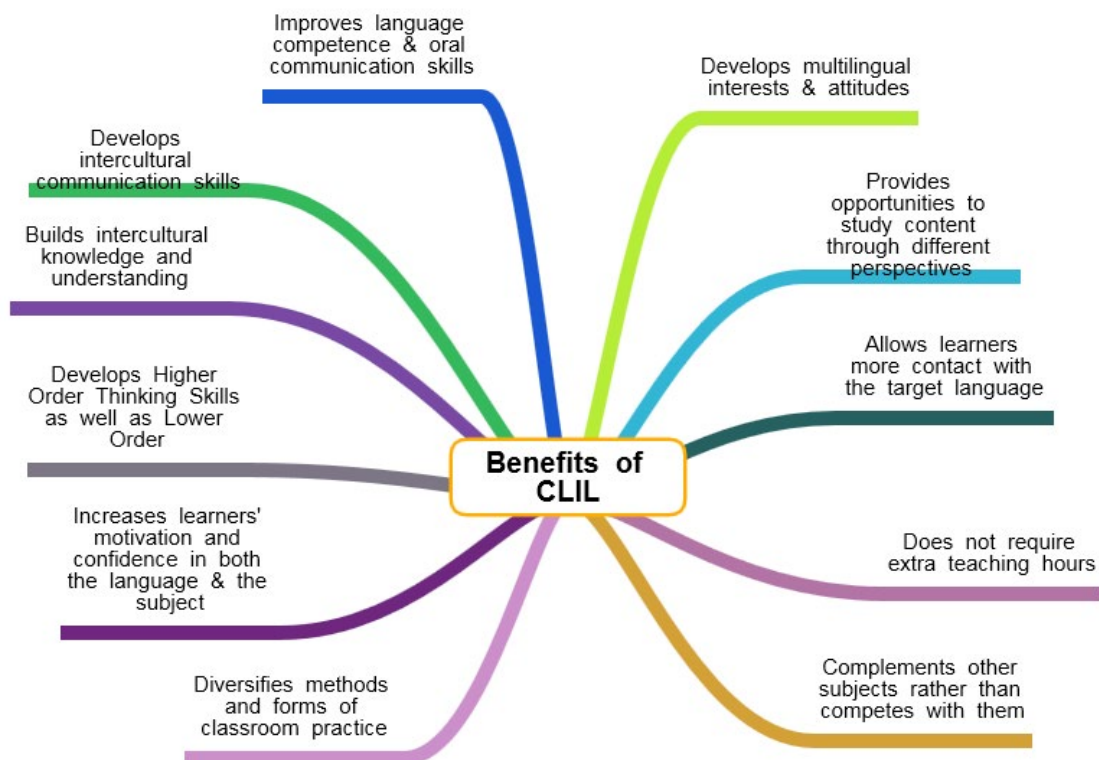 Improves language
competence & oral
communication skills
Develops multilingual
interests & attitudes
Develops
intercultural
communication skills
Provides
opportunities to
study content
through different
perspectives
Builds intercultural
knowledge and
understanding
Allows learners
more contact with
the target language
Develops Higher
Order Thinking Skills
as well as Lower
Order
Benefits of
CLIL
Increases learners'
motivation and
confidence in both
the language & the
subject
Does not require
extra teaching hours
Diversifies methods
and forms of
classroom practice
Complements other
subjects rather than
competes with them